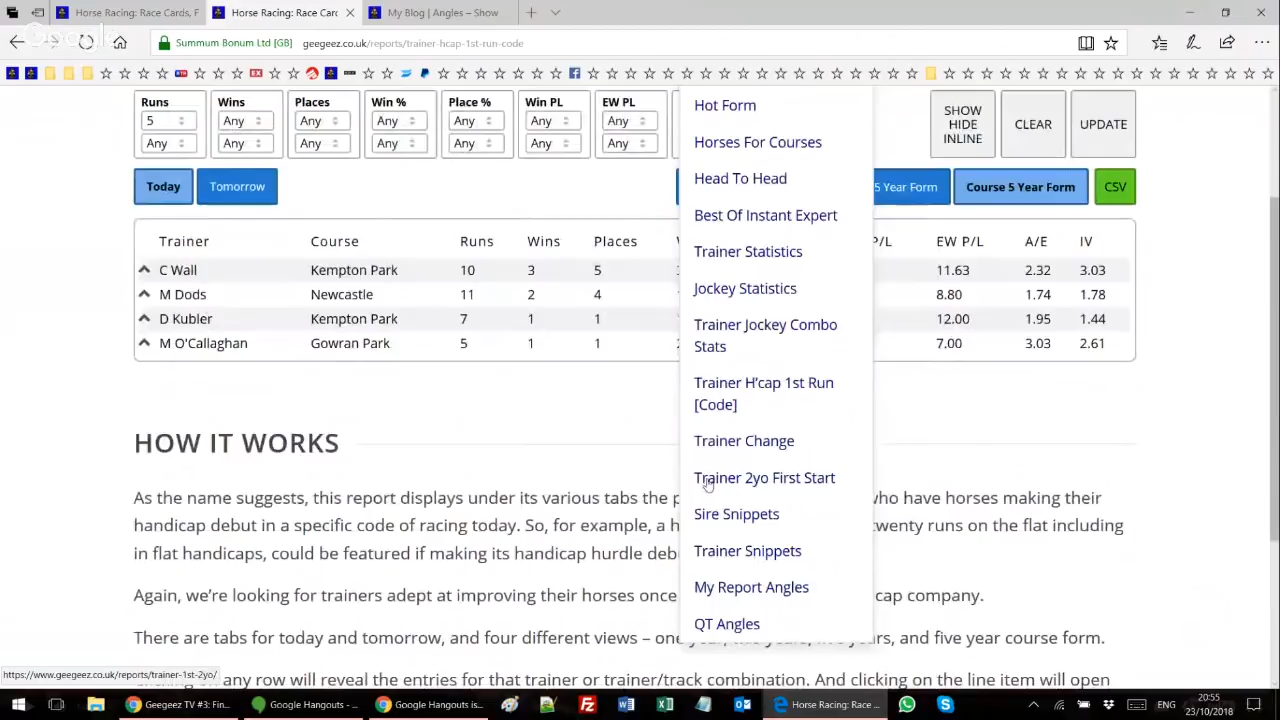 Horse Racing: Race Cards, F
Horse Racing: Race Card
My Blog | Angles – Show
Google
Summum Bonum Ltd [GB]
geegeez.co.uk/reports/trainer-hcap-1st-run-code
Runs Wins Places Win % Place % Win PL EW PL
5 Any Any Any Any Any Any
Any Any Any Any Any Any Any
SHOW HIDE INLINE
CLEAR
UPDATE
Today Tomorrow 5 Year Form Course 5 Year Form CSV
Trainer Course Runs Wins Places P/L EW P/L A/E IV
C Wall Kempton Park 10 3 5 11.63 2.32 3.03
M Dods Newcastle 11 2 4 8.80 1.74 1.78
D Kubler Kempton Park 7 1 1 12.00 1.95 1.44
M O'Callaghan Gowran Park 5 1 1 7.00 3.03 2.61
Hot Form
Horses For Courses
Head To Head
Best Of Instant Expert
Trainer Statistics
Jockey Statistics
Trainer Jockey Combo
Stats
Trainer H'cap 1st Run
[Code]
Trainer Change
Trainer 2yo First Start
Sire Snippets
Trainer Snippets
My Report Angles
QT Angles
HOW IT WORKS
As the name suggests, this report displays under its various tabs the p who have horses making their
handicap debut in a specific code of racing today. So, for example, a h twenty runs on the flat including
in flat handicaps, could be featured if making its handicap hurdle deb
Again, we're looking for trainers adept at improving their horses once cap company.
There are tabs for today and tomorrow, and four different views – one year, two years, five years, and five year course form.
on any row will reveal the entries for that trainer or trainer/track combination. And clicking on the line item will open
https://www.geegeez.co.uk/reports/trainer-1st-2yo/
Geegeez TV #3: Fin...
Google Hangouts - ...
Google Hangouts is...
Horse Racing: Race ...
20:55
23/10/2018